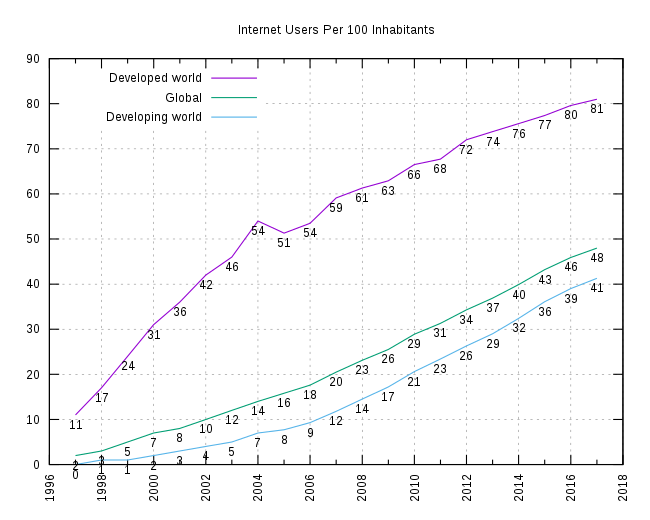 Internet Users Per 100 Inhabitants
90
80
70
60
50
40
30
20
10
0
Developed world
Global
Developing world
11 17 24 31 36 42 46 54 51 54 59 61 63 66 68 72 74 76 77 80 81
2 3 5 7 8 10 12 14 16 18 20 23 26 29 31 34 37 40 43 46 48
0 1 1 2 3 4 5 7 8 9 12 14 17 21 23 26 29 32 36 39 41
1996 1998 2000 2002 2004 2006 2008 2010 2012 2014 2016 2018